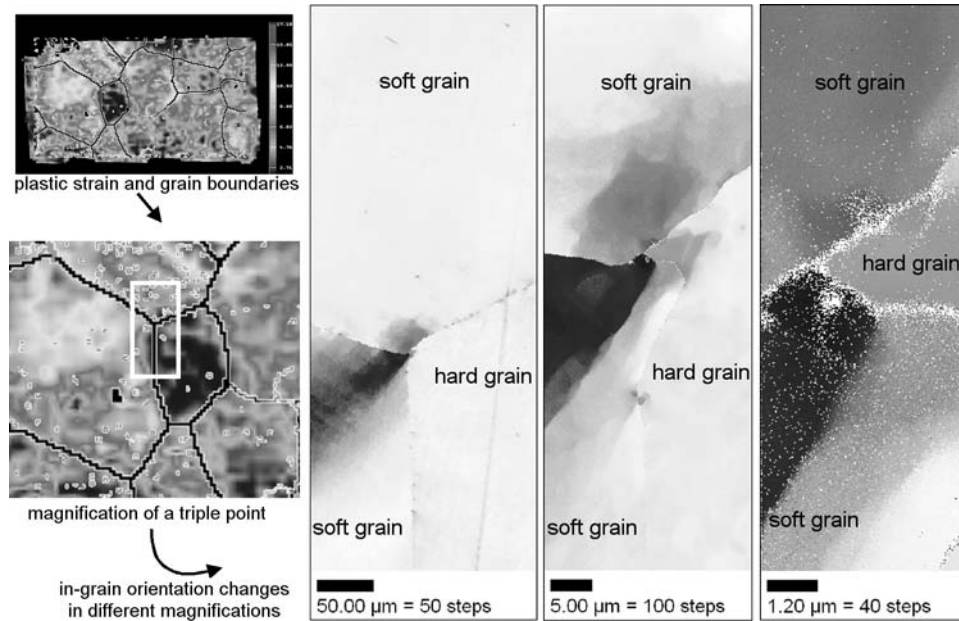 plastic strain and grain boundaries
magnification of a triple point
in-grain orientation changes
in different magnifications
soft grain
hard grain
soft grain
50.00 µm = 50 steps
soft grain
hard grain
soft grain
5.00 µm = 100 steps
soft grain
hard grain
soft grain
1.20 µm = 40 steps